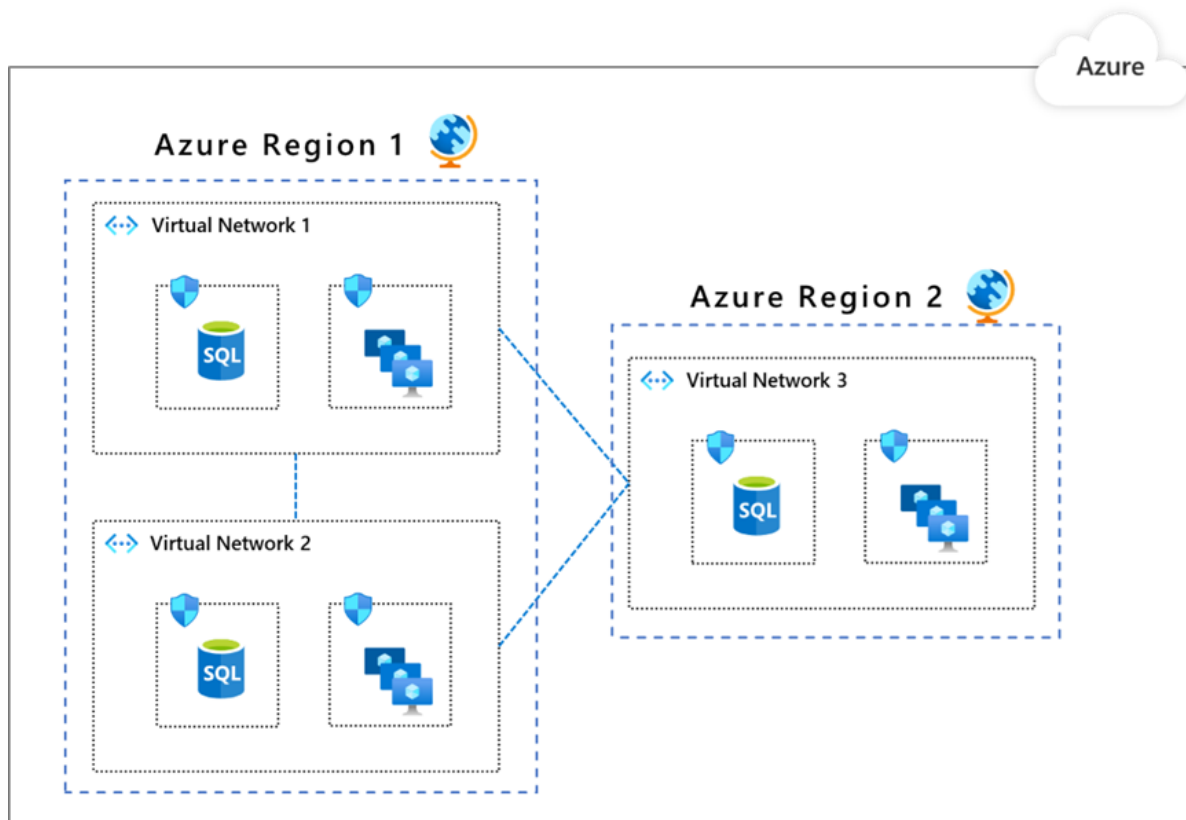 Azure
Azure Region 1
Virtual Network 1
SQL
Virtual Network 2
SQL
Azure Region 2
Virtual Network 3
SQL